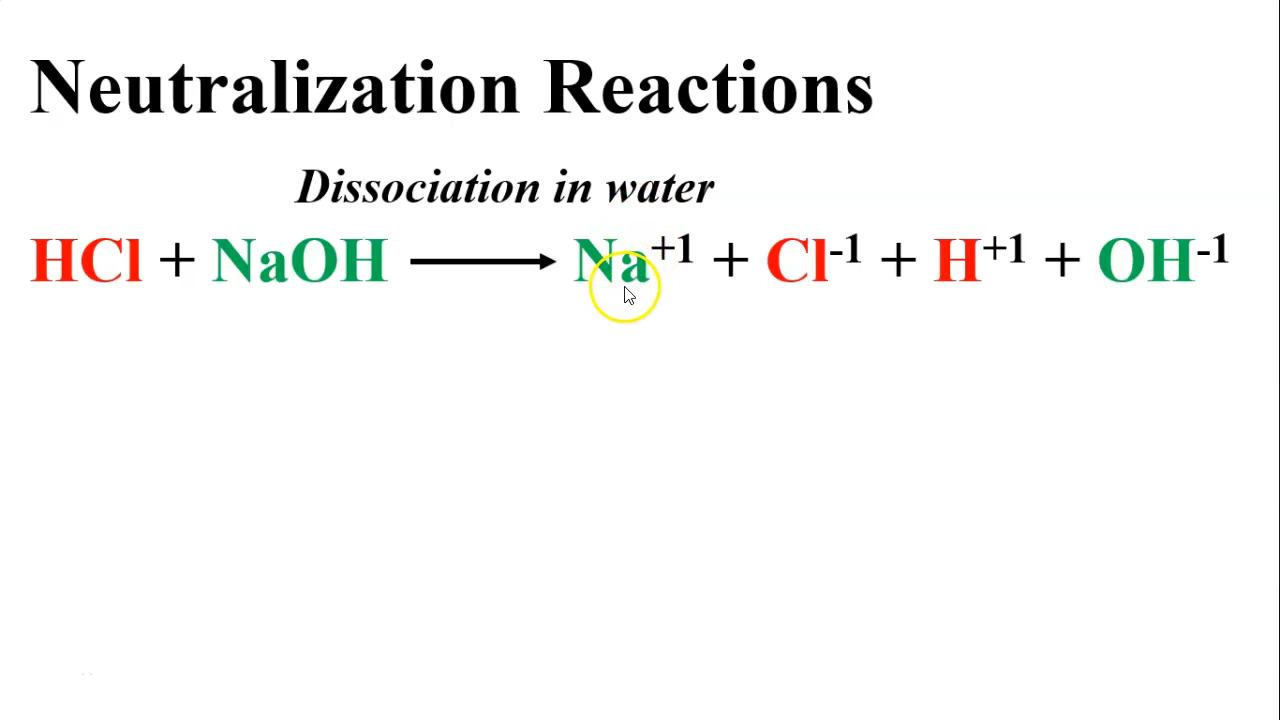 Neutralization Reactions
Dissociation in water
HCl + NaOH ⟶ Na⁺¹ + Cl⁻¹ + H⁺¹ + OH⁻¹